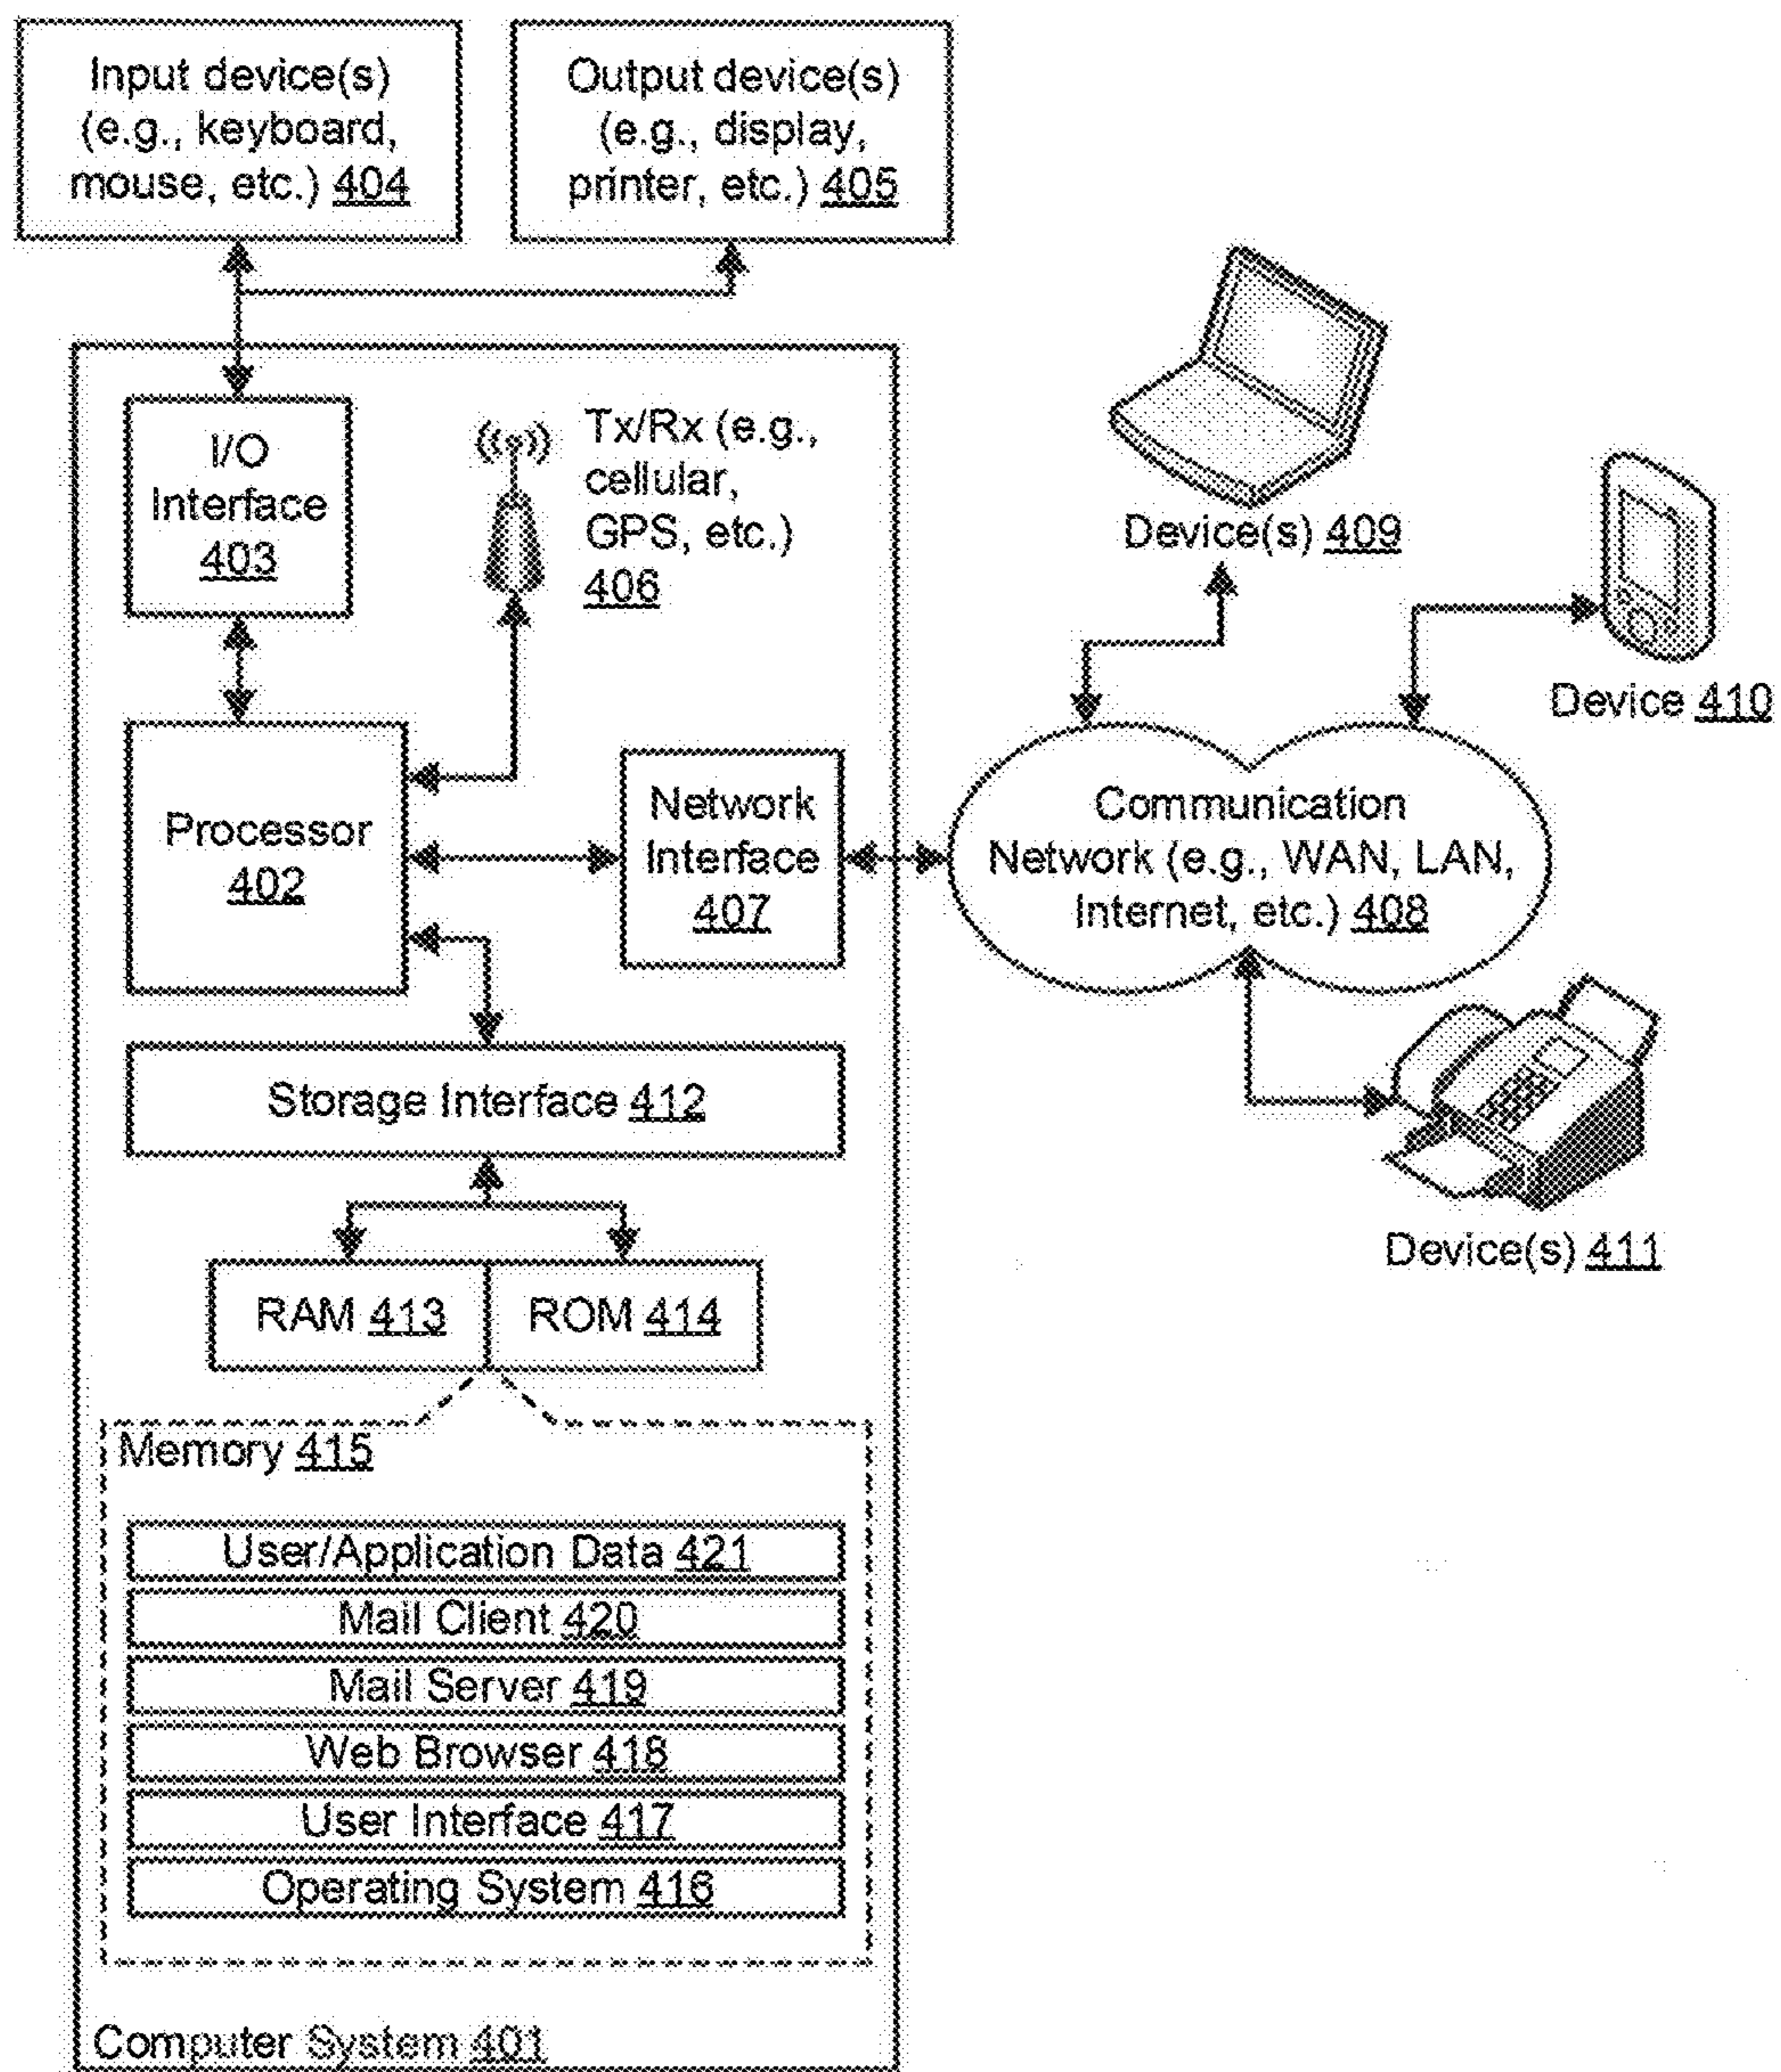 Input device(s)
(e.g., keyboard,
mouse, etc.) 404
Output device(s)
(e.g., display,
printer, etc.) 405
I/O
Interface
403
Tx/Rx (e.g.,
cellular,
GPS, etc.)
406
Device(s) 409
Device 410
Processor
402
Network
Interface
407
Communication
Network (e.g., WAN, LAN,
Internet, etc.) 408
Storage Interface 412
Device(s) 411
RAM 413
ROM 414
Memory 415
User/Application Data 421
Mail Client 420
Mail Server 419
Web Browser 418
User Interface 417
Operating System 416
Computer System 401